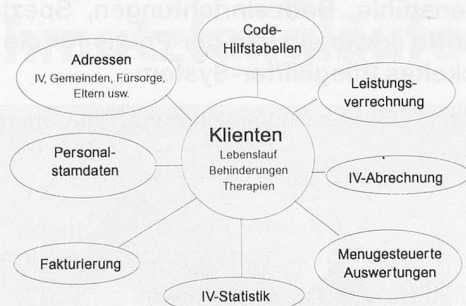 Code-
Hilfstabellen
Adressen
IV, Gemeinden, Fürsorge,
Eltern usw.
Leistungs-
verrechnung
Klienten
Lebenslauf
Behinderungen
Therapien
Personal-
stamdaten
IV-Abrechnung
Fakturierung
Menugesteuerte
Auswertungen
IV-Statistik